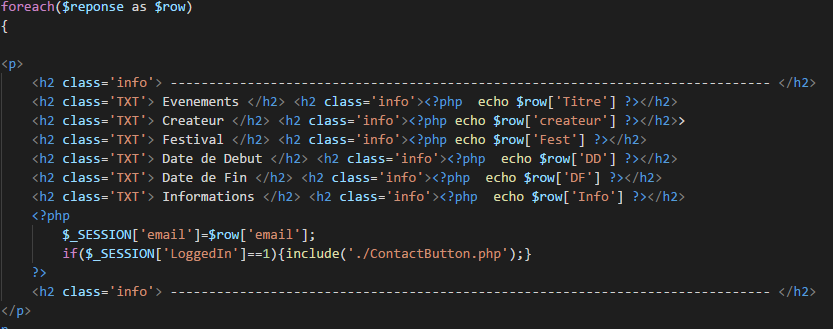 foreach($reponse as $row)
{
<p>
<h2 class='info'> ------------------------------------------------------------------------------ </h2>
<h2 class='TXT'> Evenements </h2> <h2 class='info'><?php  echo $row['Titre'] ?></h2>
<h2 class='TXT'> Createur </h2> <h2 class='info'><?php echo $row['createur'] ?></h2>>
<h2 class='TXT'> Festival </h2> <h2 class='info'><?php echo $row['Fest'] ?></h2>
<h2 class='TXT'> Date de Debut </h2> <h2 class='info'><?php  echo $row['DD'] ?></h2>
<h2 class='TXT'> Date de Fin </h2> <h2 class='info'><?php  echo $row['DF'] ?></h2>
<h2 class='TXT'> Informations </h2> <h2 class='info'><?php  echo $row['Info'] ?></h2>
<?php
$_SESSION['email']=$row['email'];
if($_SESSION['LoggedIn']==1){include('./ContactButton.php');}
?>
<h2 class='info'> ------------------------------------------------------------------------------ </h2>
</p>